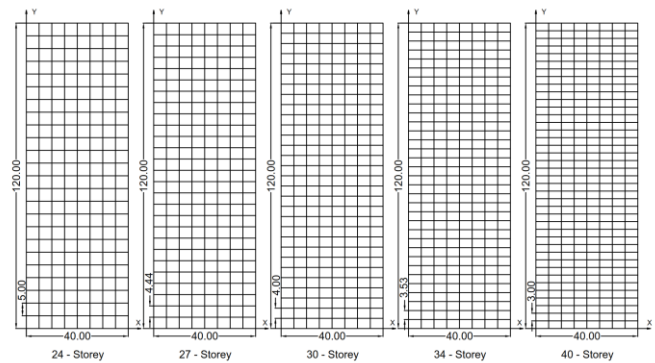 Y Y Y Y Y
120.00 120.00 120.00 120.00 120.00
5.00 4.44 4.00 3.53 3.00
X X X X X
40.00 40.00 40.00 40.00 40.00
24 - Storey 27 - Storey 30 - Storey 34 - Storey 40 - Storey